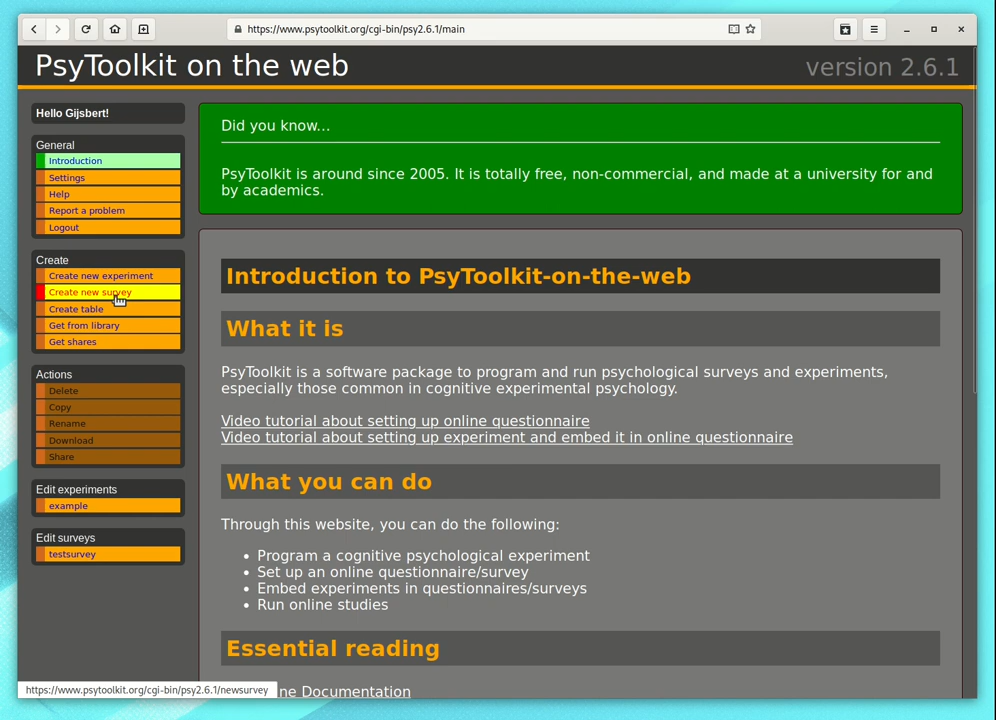 https://www.psytoolkit.org/cgi-bin/psy2.6.1/main
PsyToolkit on the web
version 2.6.1
Hello Gijsbert!
General
Introduction
Settings
Help
Report a problem
Logout
Create
Create new experiment
Create new survey
Create table
Get from library
Get shares
Actions
Delete
Copy
Rename
Download
Share
Edit experiments
example
Edit surveys
testsurvey
Did you know...
PsyToolkit is around since 2005. It is totally free, non-commercial, and made at a university for and
by academics.
Introduction to PsyToolkit-on-the-web
What it is
PsyToolkit is a software package to program and run psychological surveys and experiments,
especially those common in cognitive experimental psychology.
Video tutorial about setting up online questionnaire
Video tutorial about setting up experiment and embed it in online questionnaire
What you can do
Through this website, you can do the following:
• Program a cognitive psychological experiment
• Set up an online questionnaire/survey
• Embed experiments in questionnaires/surveys
• Run online studies
Essential reading
ne Documentation
https://www.psytoolkit.org/cgi-bin/psy2.6.1/newsurvey